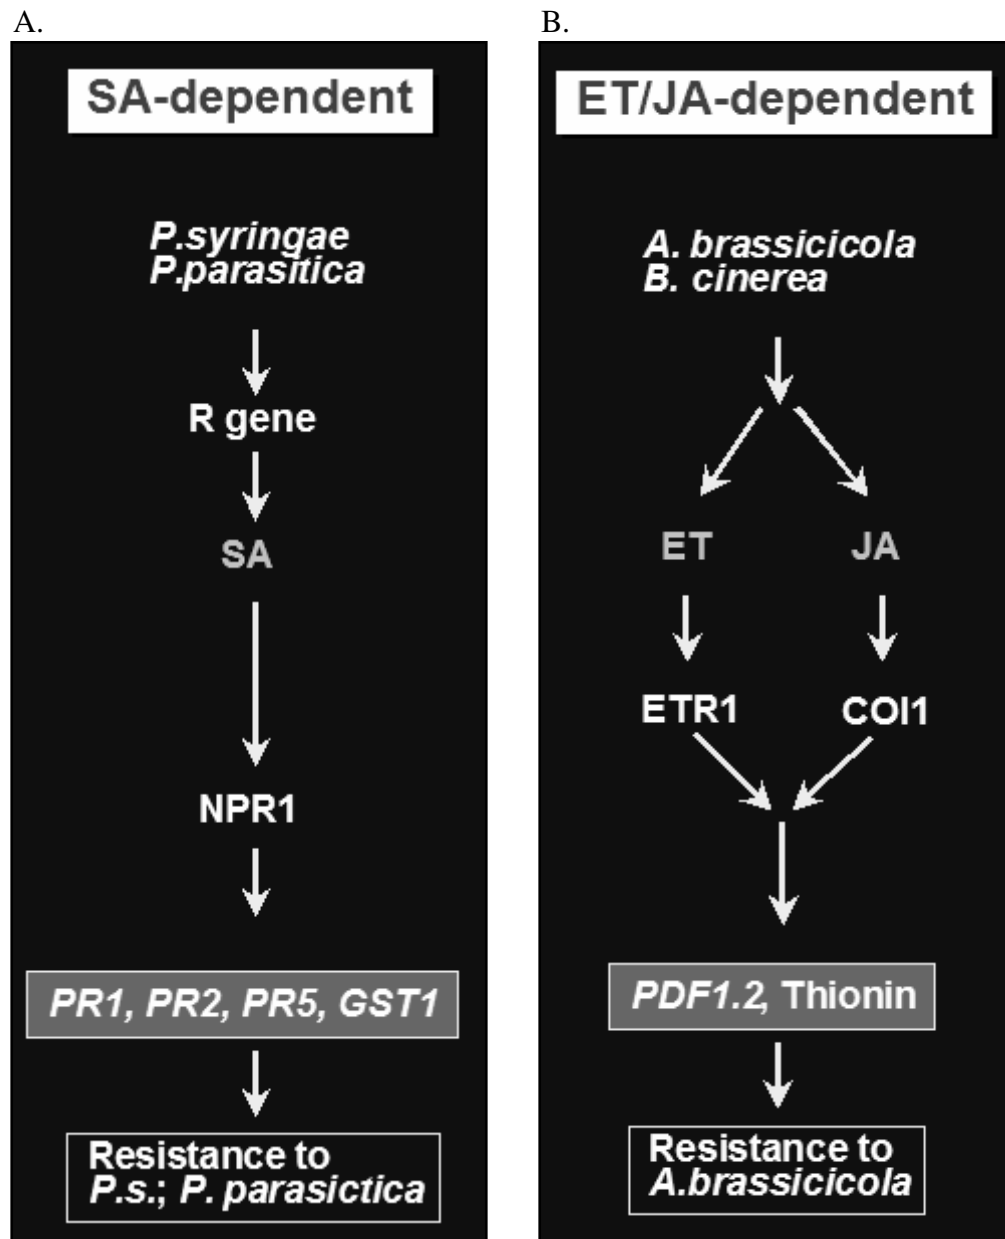 A.
SA-dependent
P.syringae
P.parasitica
R gene
SA
NPR1
PR1, PR2, PR5, GST1
Resistance to
P.s.; P. parasictica
B.
ET/JA-dependent
A. brassicicola
B. cinerea
ET JA
ETR1 COI1
PDF1.2, Thionin
Resistance to
A.brassicicola